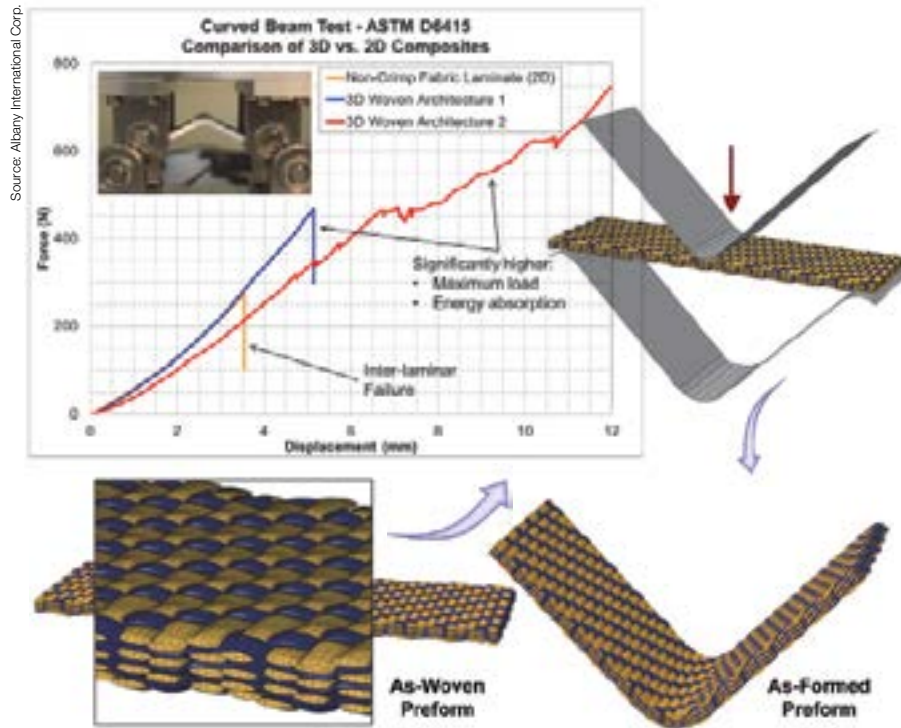 Source: Albany International Corp.
Curved Beam Test - ASTM D6415
Comparison of 3D vs. 2D Composites
Non-Crimp Fabric Laminate (2D)
3D Woven Architecture 1
3D Woven Architecture 2
800
600
400
200
0
Force (N)
Significantly higher:
• Maximum load
• Energy absorption
Inter-laminar
Failure
0 2 4 6 8 10 12
Displacement (mm)
As-Woven
Preform
As-Formed
Preform